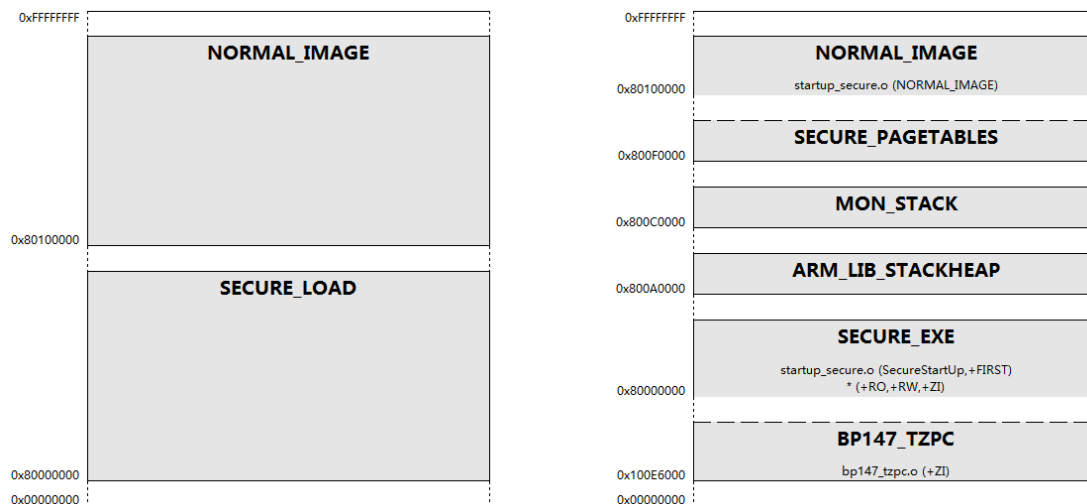 0xFFFFFFFF
NORMAL_IMAGE
0x80100000
SECURE_LOAD
0x80000000
0x00000000
0xFFFFFFFF
NORMAL_IMAGE
startup_secure.o (NORMAL_IMAGE)
0x80100000
SECURE_PAGETABLES
0x800F0000
MON_STACK
0x800C0000
ARM_LIB_STACKHEAP
0x800A0000
SECURE_EXE
startup_secure.o (SecureStartUp,+FIRST)
* (+RO,+RW,+ZI)
0x80000000
BP147_TZPC
bp147_tzpc.o (+ZI)
0x100E6000
0x00000000